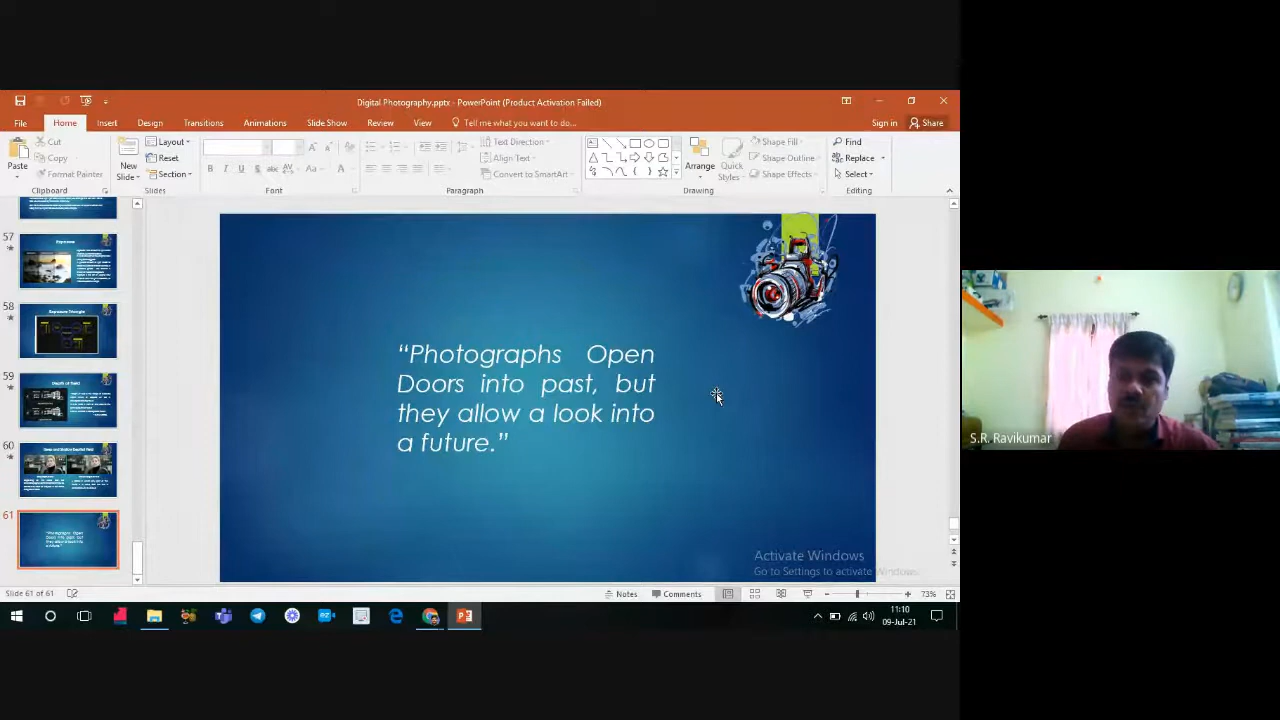 Digital Photography.pptx - PowerPoint (Product Activation Failed)
File Home Insert Design Transitions Animations Slide Show Review View Tell me what you want to do... Sign in Share
Paste
Cut
Copy
Format Painter
Clipboard
New Slide
Layout
Reset
Section
Slides
Font
Text Direction
Align Text
Convert to SmartArt
Paragraph
Arrange
Quick Styles
Shape Fill
Shape Outline
Shape Effects
Drawing
Find
Replace
Select
Editing
57
58
Exposure Triangle
59
Depth of field
60
61
“Photographs Open
Doors into past, but
they allow a look into
a future.”
Activate Windows
Go to Settings to activate Windows.
S.R. Ravikumar
Slide 61 of 61
Notes Comments 73%
11:10
09-Jul-21